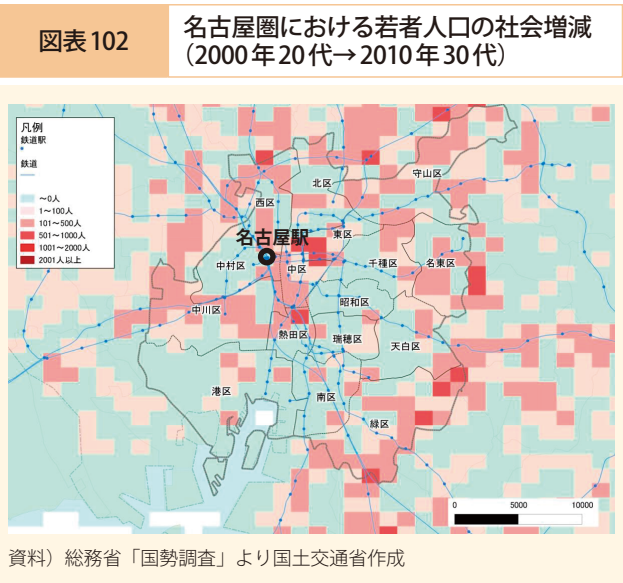 図表102
名古屋圏における若者人口の社会増減
（2000年20代→2010年30代）
凡例
鉄道駅
鉄道
～0人
1～100人
101～500人
501～1000人
1001～2000人
2001人以上
守山区
北区
西区
東区
名古屋駅
千種区
名東区
中村区
中区
昭和区
中川区
熱田区
瑞穂区
天白区
港区
南区
緑区
0 5000 10000
資料）総務省「国勢調査」より国土交通省作成